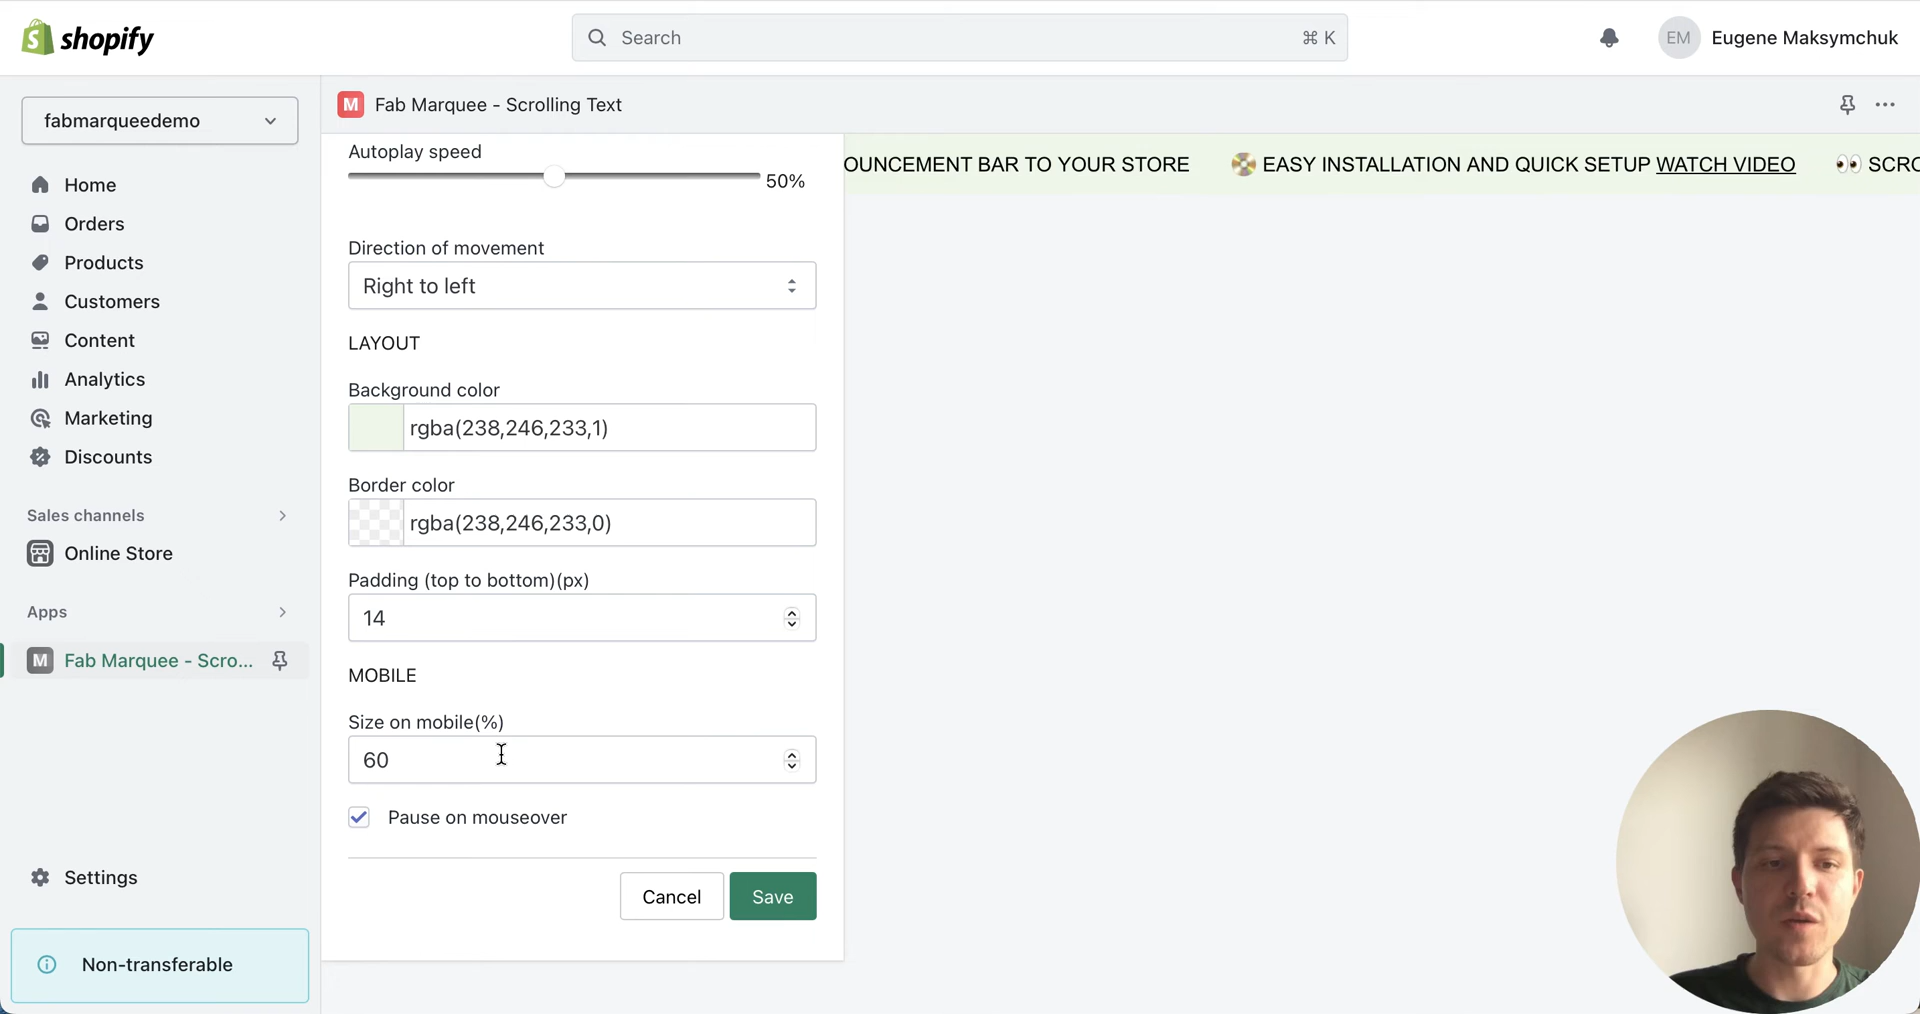 shopify
Search
⌘ K
EM
Eugene Maksymchuk
fabmarqueedemo
M
Fab Marquee - Scrolling Text
Home
Orders
Products
Customers
Content
Analytics
Marketing
Discounts
Sales channels
Online Store
Apps
M
Fab Marquee - Scro...
Settings
Non-transferable
Autoplay speed
50%
Direction of movement
Right to left
LAYOUT
Background color
rgba(238,246,233,1)
Border color
rgba(238,246,233,0)
Padding (top to bottom)(px)
14
MOBILE
Size on mobile(%)
60
Pause on mouseover
Cancel
Save
OUNCEMENT BAR TO YOUR STORE
EASY INSTALLATION AND QUICK SETUP WATCH VIDEO
👀 SCRO